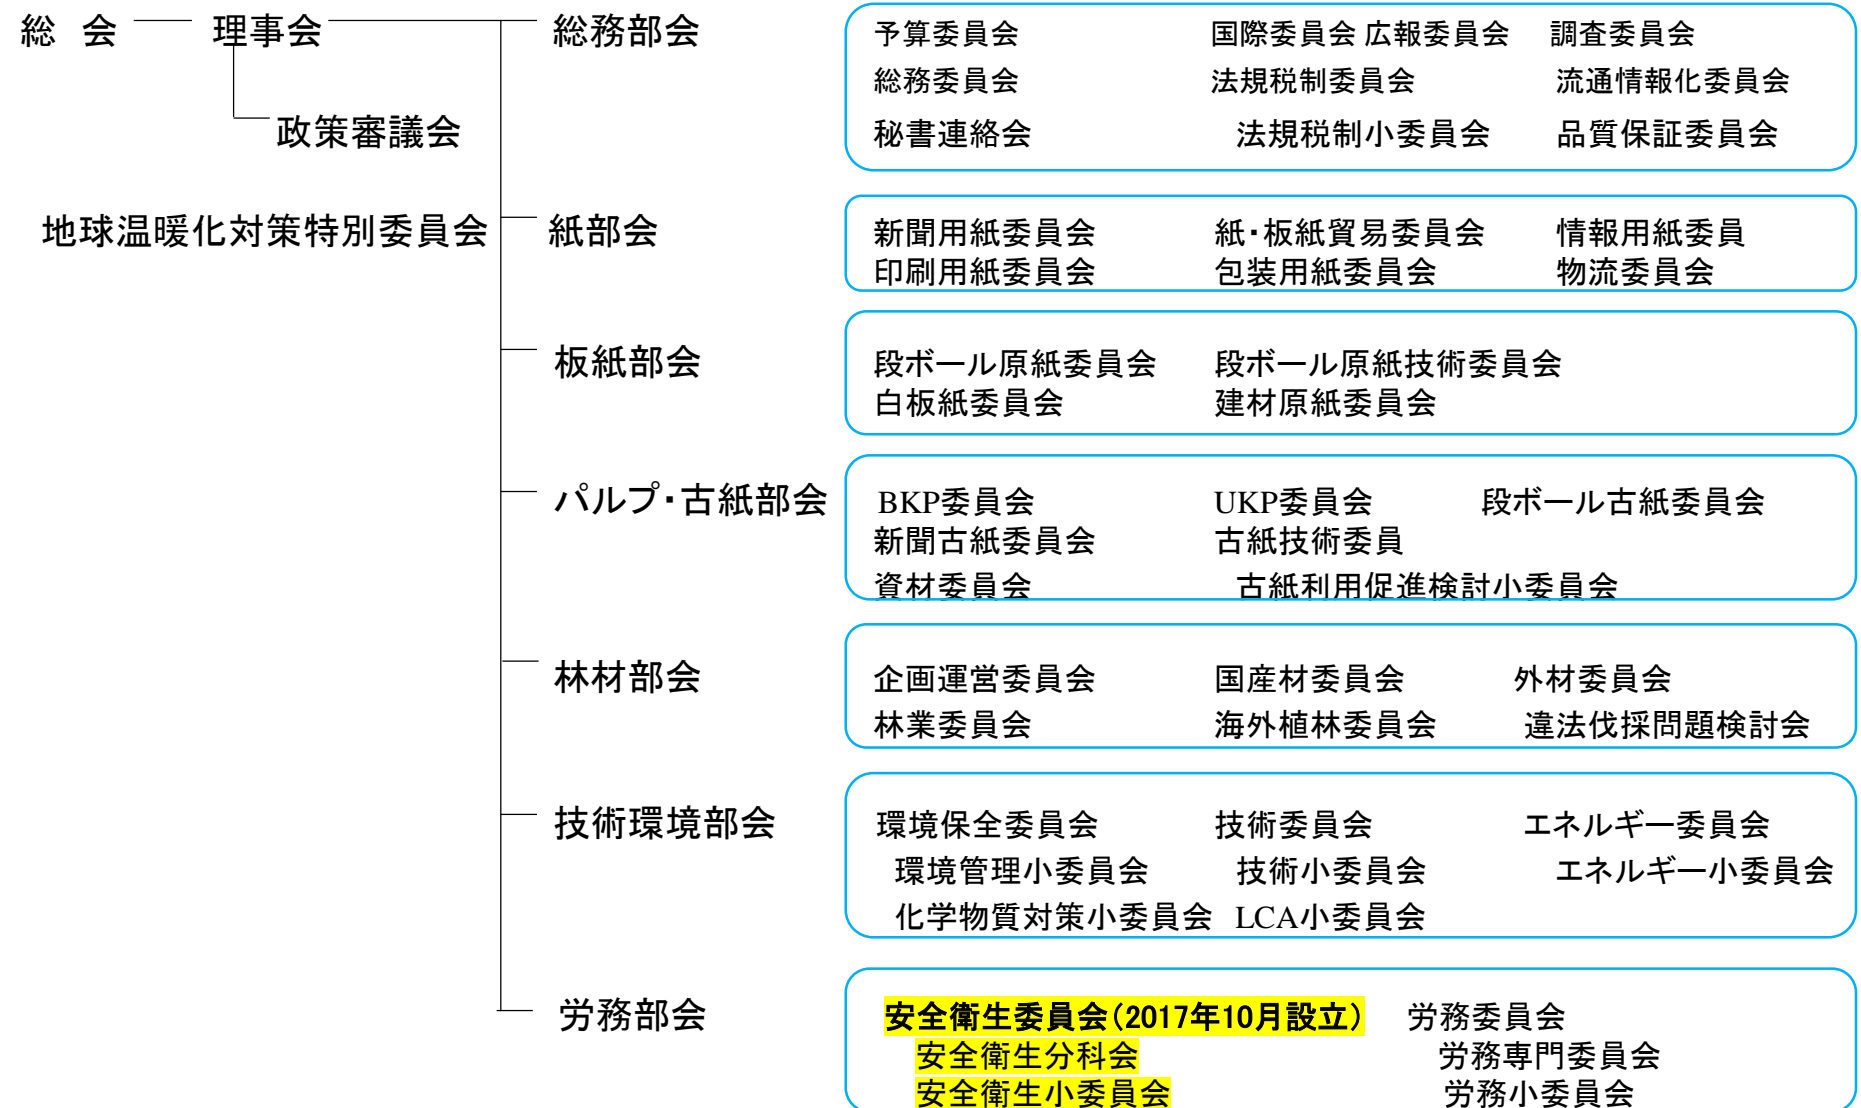 総 会 理事会 総務部会 予算委員会 国際委員会 広報委員会 調査委員会
総務委員会 法規税制委員会 流通情報化委員会
政策審議会 秘書連絡会 法規税制小委員会 品質保証委員会
地球温暖化対策特別委員会 紙部会 新聞用紙委員会 紙・板紙貿易委員会 情報用紙委員
印刷用紙委員会 包装用紙委員会 物流委員会
板紙部会 段ボール原紙委員会 段ボール原紙技術委員会
白板紙委員会 建材原紙委員会
パルプ・古紙部会 BKP委員会 UKP委員会 段ボール古紙委員会
新聞古紙委員会 古紙技術委員
資材委員会 古紙利用促進検討小委員会
林材部会 企画運営委員会 国産材委員会 外材委員会
林業委員会 海外植林委員会 違法伐採問題検討会
技術環境部会 環境保全委員会 技術委員会 エネルギー委員会
環境管理小委員会 技術小委員会 エネルギー小委員会
化学物質対策小委員会 LCA小委員会
労務部会 安全衛生委員会(2017年10月設立) 労務委員会
安全衛生分科会 労務専門委員会
安全衛生小委員会 労務小委員会